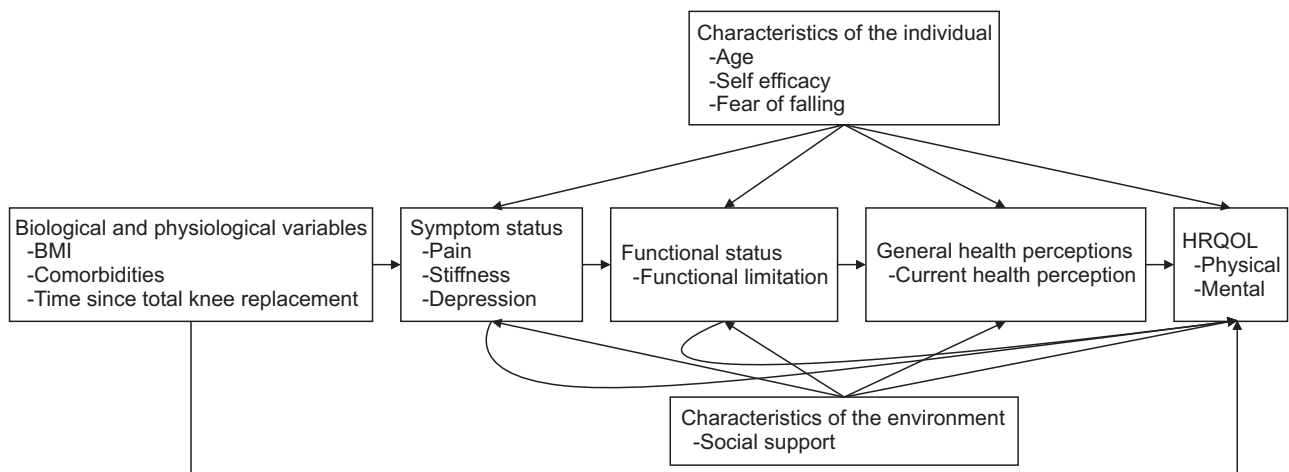 Characteristics of the individual
-Age
-Self efficacy
-Fear of falling
Biological and physiological variables
-BMI
-Comorbidities
-Time since total knee replacement
Symptom status
-Pain
-Stiffness
-Depression
Functional status
-Functional limitation
General health perceptions
-Current health perception
HRQOL
-Physical
-Mental
Characteristics of the environment
-Social support